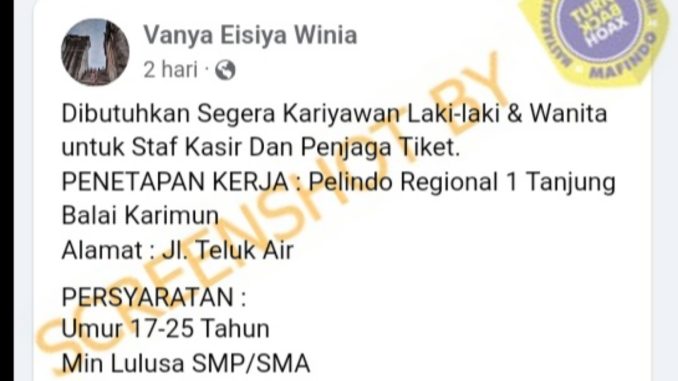 Vanya Eisiya Winia
2 hari ·
Dibutuhkan Segera Kariyawan Laki-laki & Wanita
untuk Staf Kasir Dan Penjaga Tiket.
PENETAPAN KERJA : Pelindo Regional 1 Tanjung
Balai Karimun
Alamat : Jl. Teluk Air
PERSYARATAN :
Umur 17-25 Tahun
Min Lulusa SMP/SMA
SCREENSHOT BY
TURN
BACK
HOAX
MAFINDO